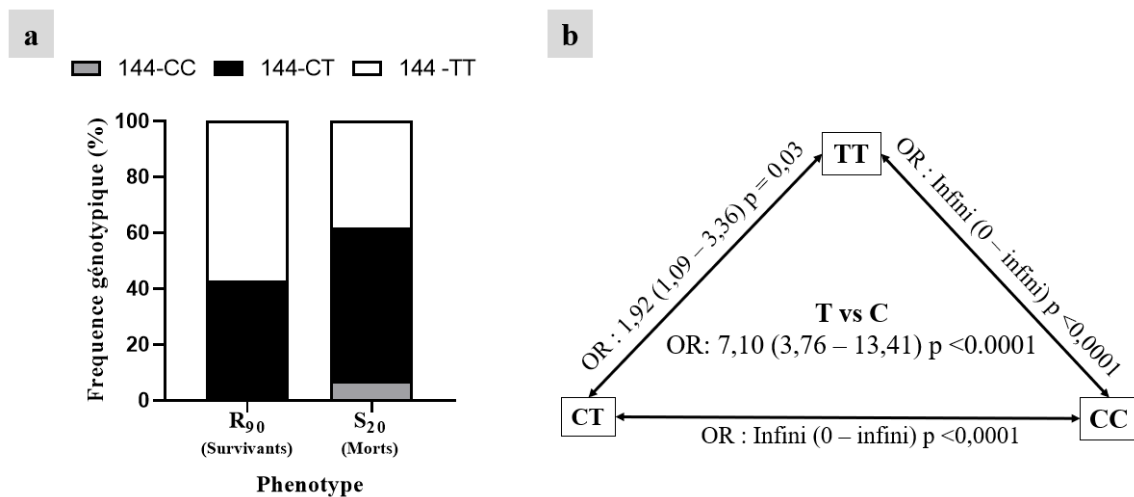 a
144-CC 144-CT 144 -TT
Frequence génotypique (%)
100
80
60
40
20
0
R90 S20
(Survivants) (Morts)
Phenotype
b
TT
OR : 1,92 (1,09 – 3,36) p = 0,03
OR : Infini (0 – infini) p <0,0001
T vs C
OR: 7,10 (3,76 – 13,41) p <0.0001
CT
CC
OR : Infini (0 – infini) p <0,0001